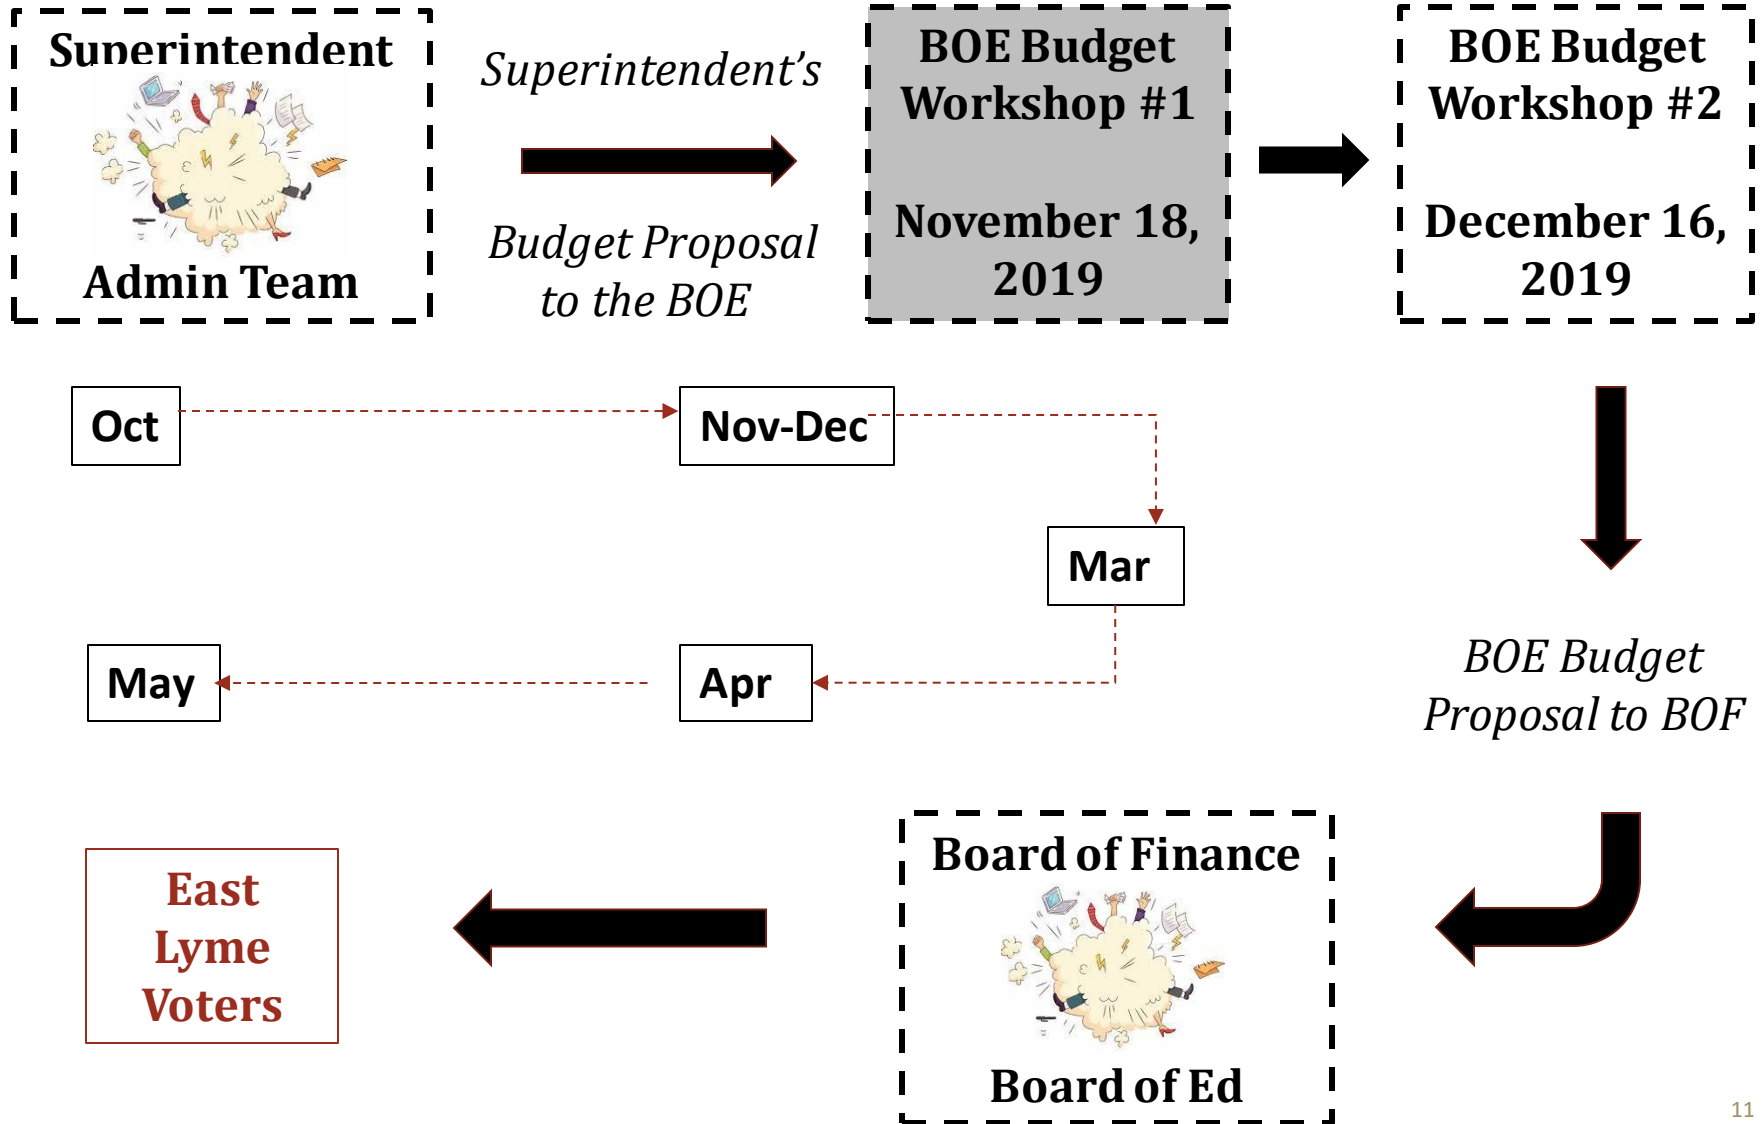 Superintendent
Admin Team
Superintendent's
Budget Proposal
to the BOE
BOE Budget
Workshop #1
November 18,
2019
BOE Budget
Workshop #2
December 16,
2019
Oct
Nov-Dec
Mar
May
Apr
BOE Budget
Proposal to BOF
East
Lyme
Voters
Board of Finance
Board of Ed
11